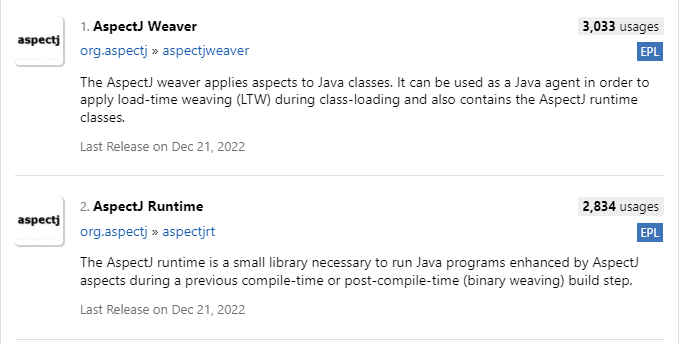 aspectj
1. AspectJ Weaver
3,033 usages
org.aspectj » aspectjweaver
EPL
The AspectJ weaver applies aspects to Java classes. It can be used as a Java agent in order to
apply load-time weaving (LTW) during class-loading and also contains the AspectJ runtime
classes.
Last Release on Dec 21, 2022
aspectj
2. AspectJ Runtime
2,834 usages
org.aspectj » aspectjrt
EPL
The AspectJ runtime is a small library necessary to run Java programs enhanced by AspectJ
aspects during a previous compile-time or post-compile-time (binary weaving) build step.
Last Release on Dec 21, 2022